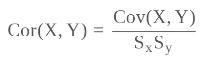 Cor(X, Y) = Cov(X, Y) / SxSy